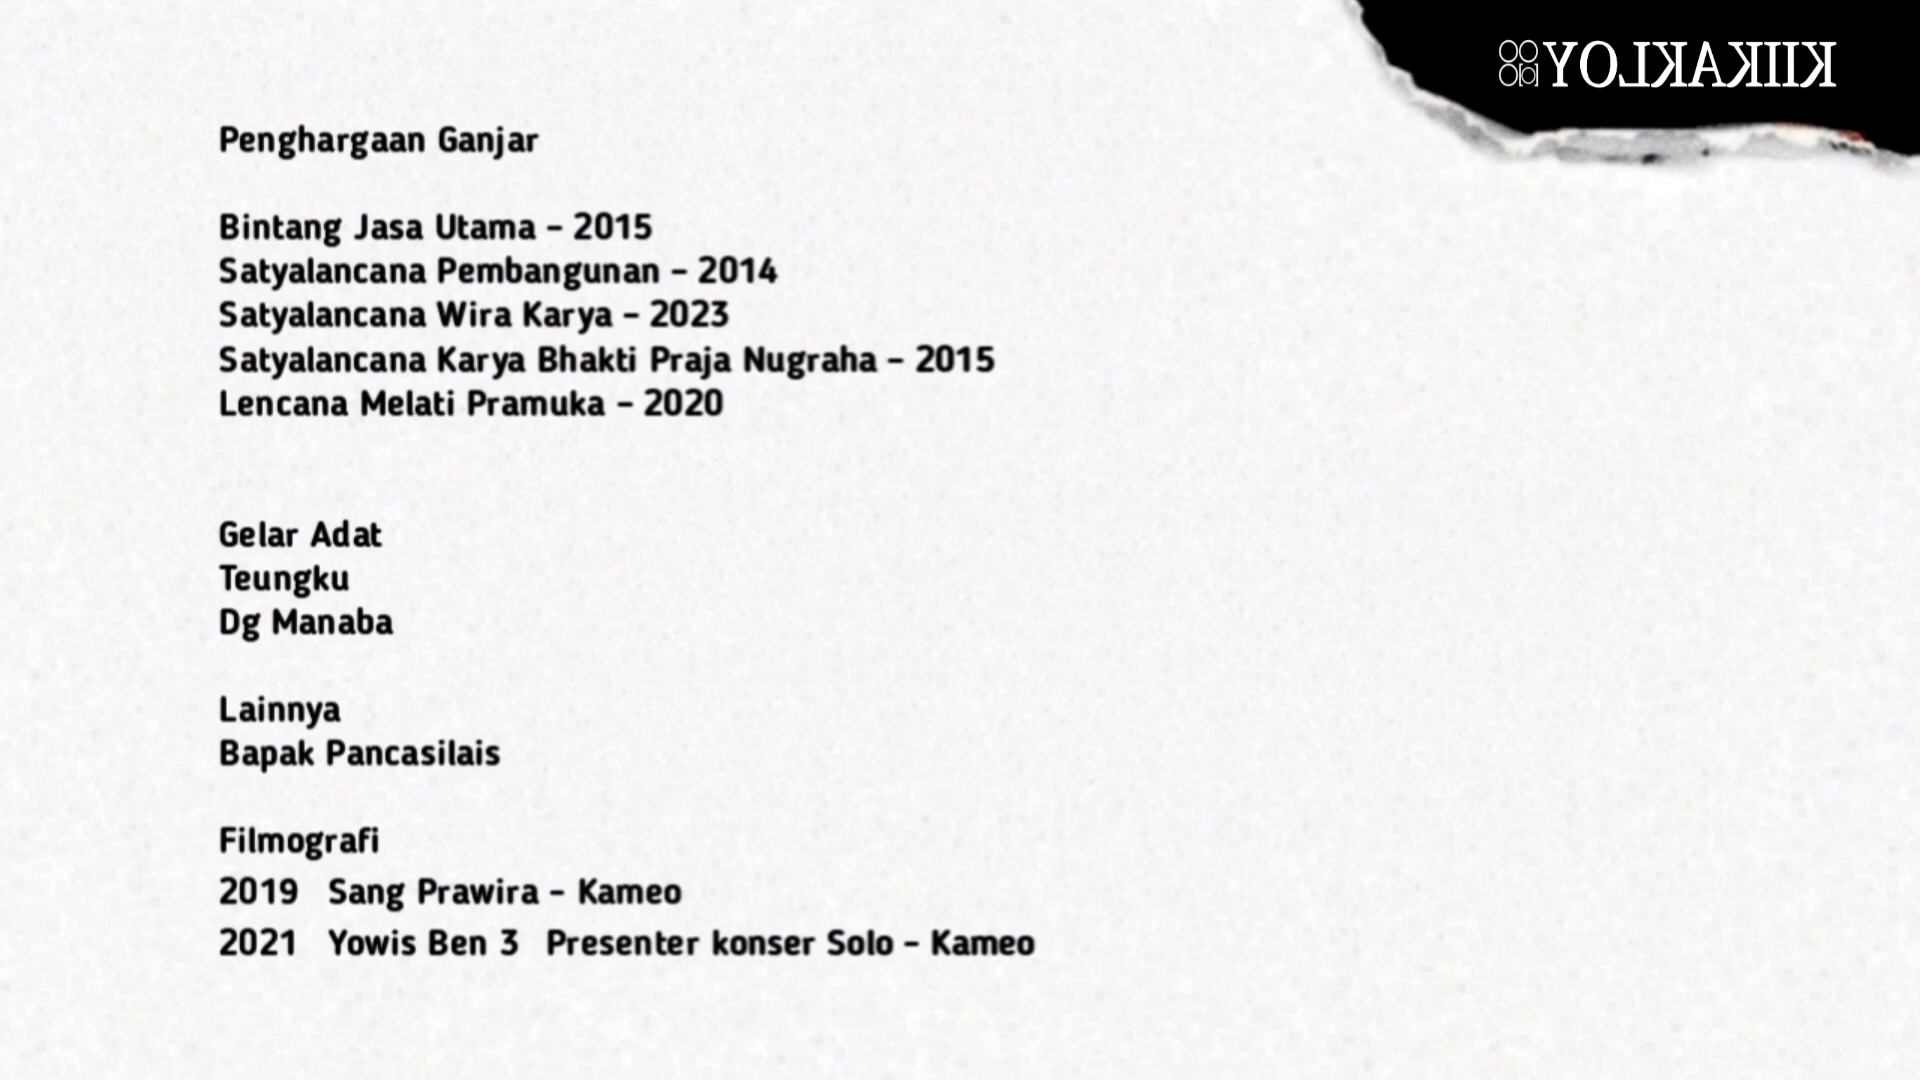 YOLKAKIIK
Penghargaan Ganjar
Bintang Jasa Utama – 2015
Satyalancana Pembangunan – 2014
Satyalancana Wira Karya – 2023
Satyalancana Karya Bhakti Praja Nugraha – 2015
Lencana Melati Pramuka – 2020
Gelar Adat
Teungku
Dg Manaba
Lainnya
Bapak Pancasilais
Filmografi
2019 Sang Prawira – Kameo
2021 Yowis Ben 3 Presenter konser Solo – Kameo